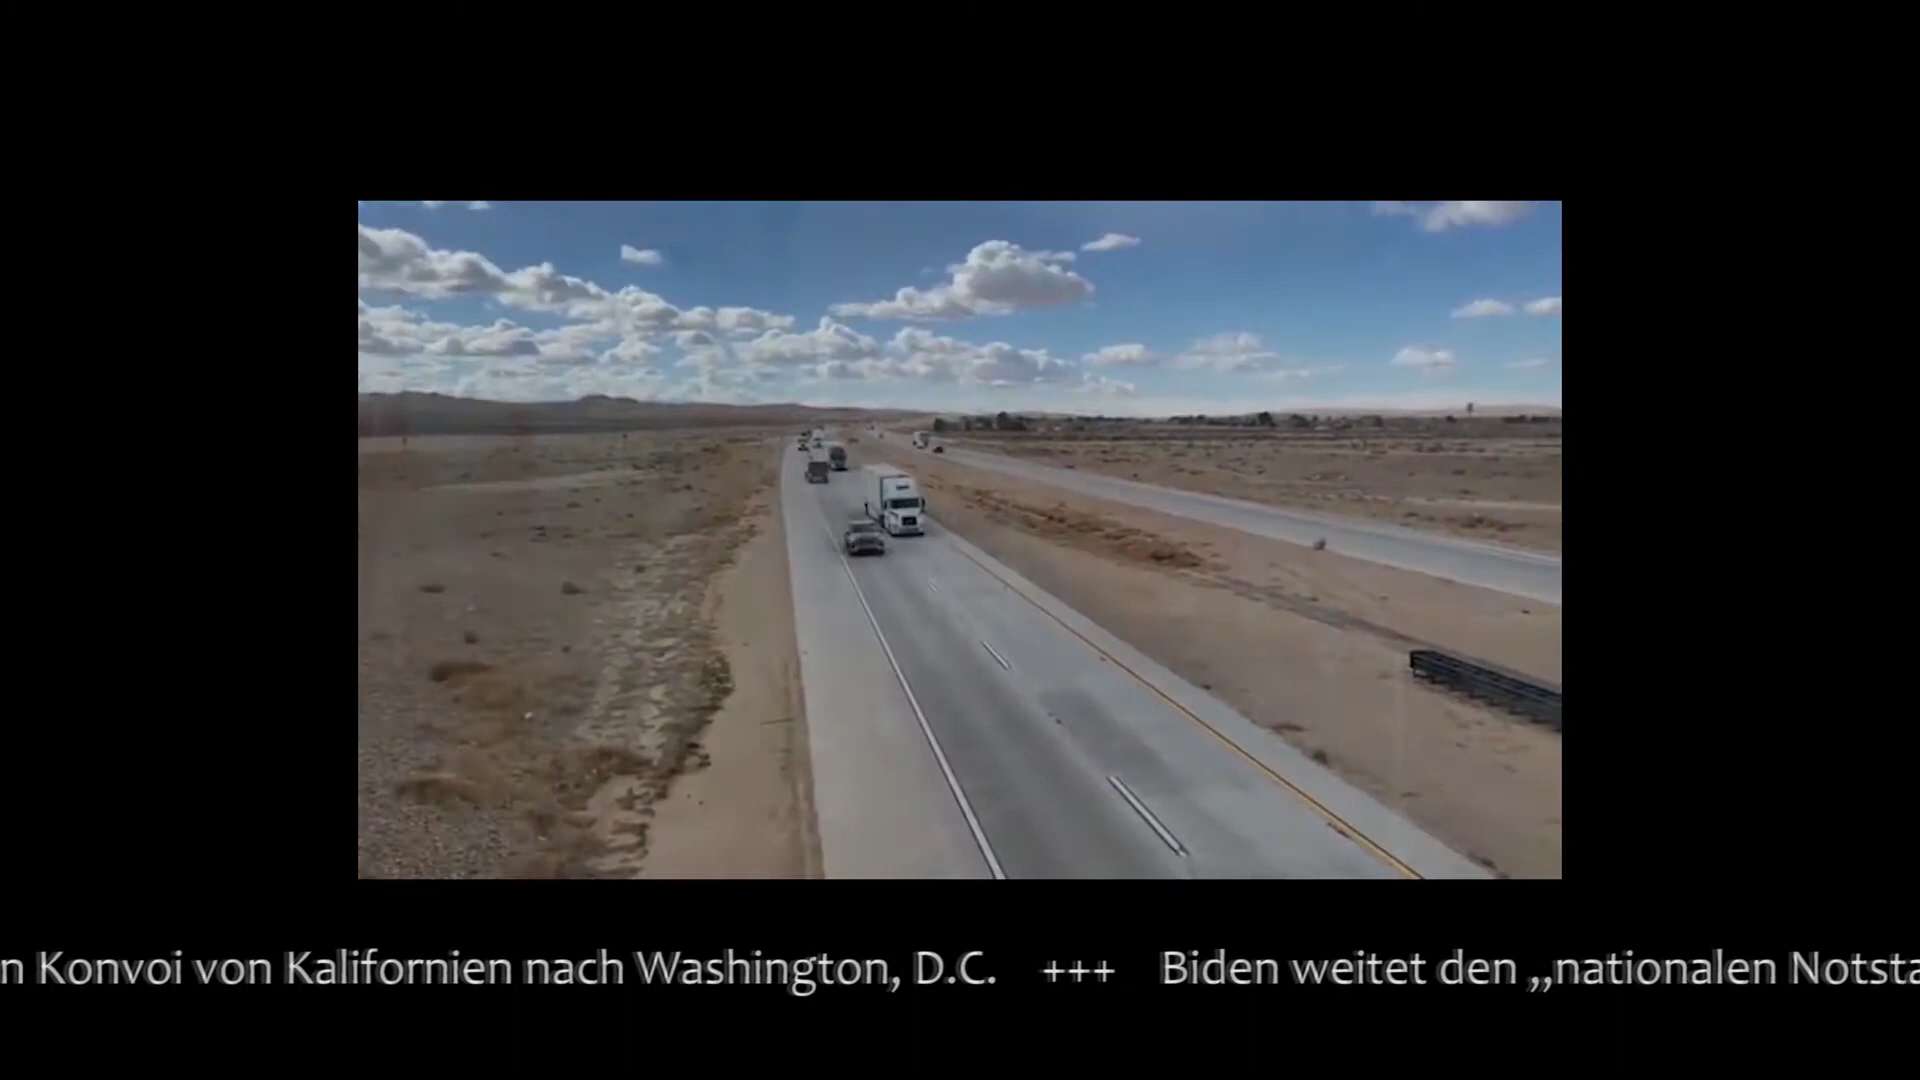 n Konvoi von Kalifornien nach Washington, D.C. +++ Biden weitet den „nationalen Notsta